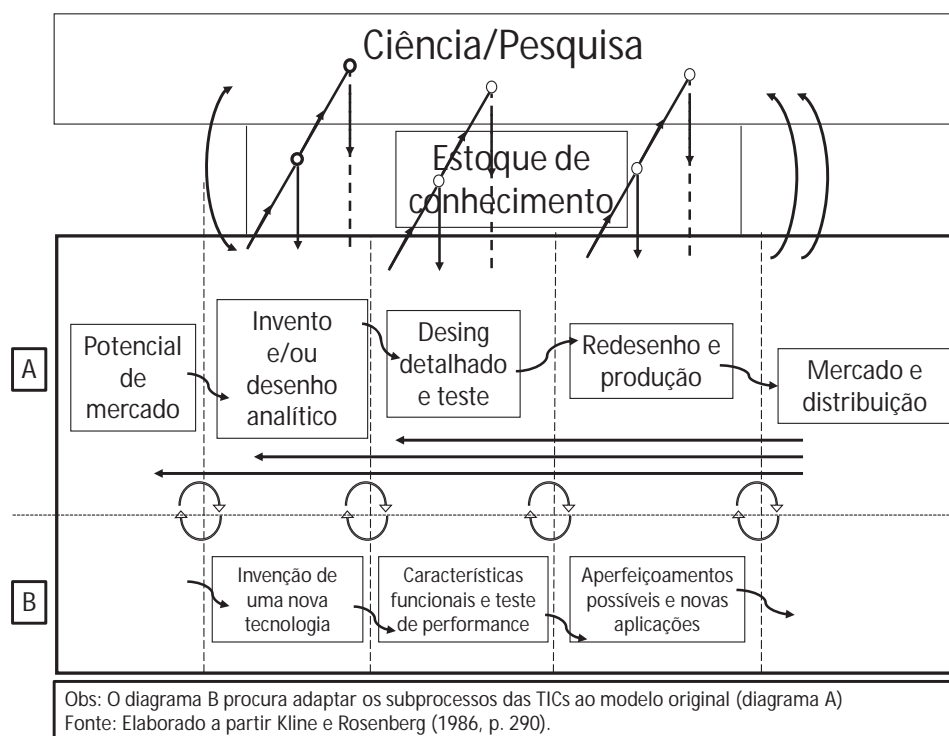 Ciência/Pesquisa
Estoque de
conhecimento
A
Potencial
de
mercado
Invento
e/ou
desenho
analítico
Desing
detalhado
e teste
Redesenho e
produção
Mercado e
distribuição
B
Invenção de
uma nova
tecnologia
Características
funcionais e teste
de performance
Aperfeiçoamentos
possíveis e novas
aplicações
Obs: O diagrama B procura adaptar os subprocessos das TICs ao modelo original (diagrama A)
Fonte: Elaborado a partir Kline e Rosenberg (1986, p. 290).